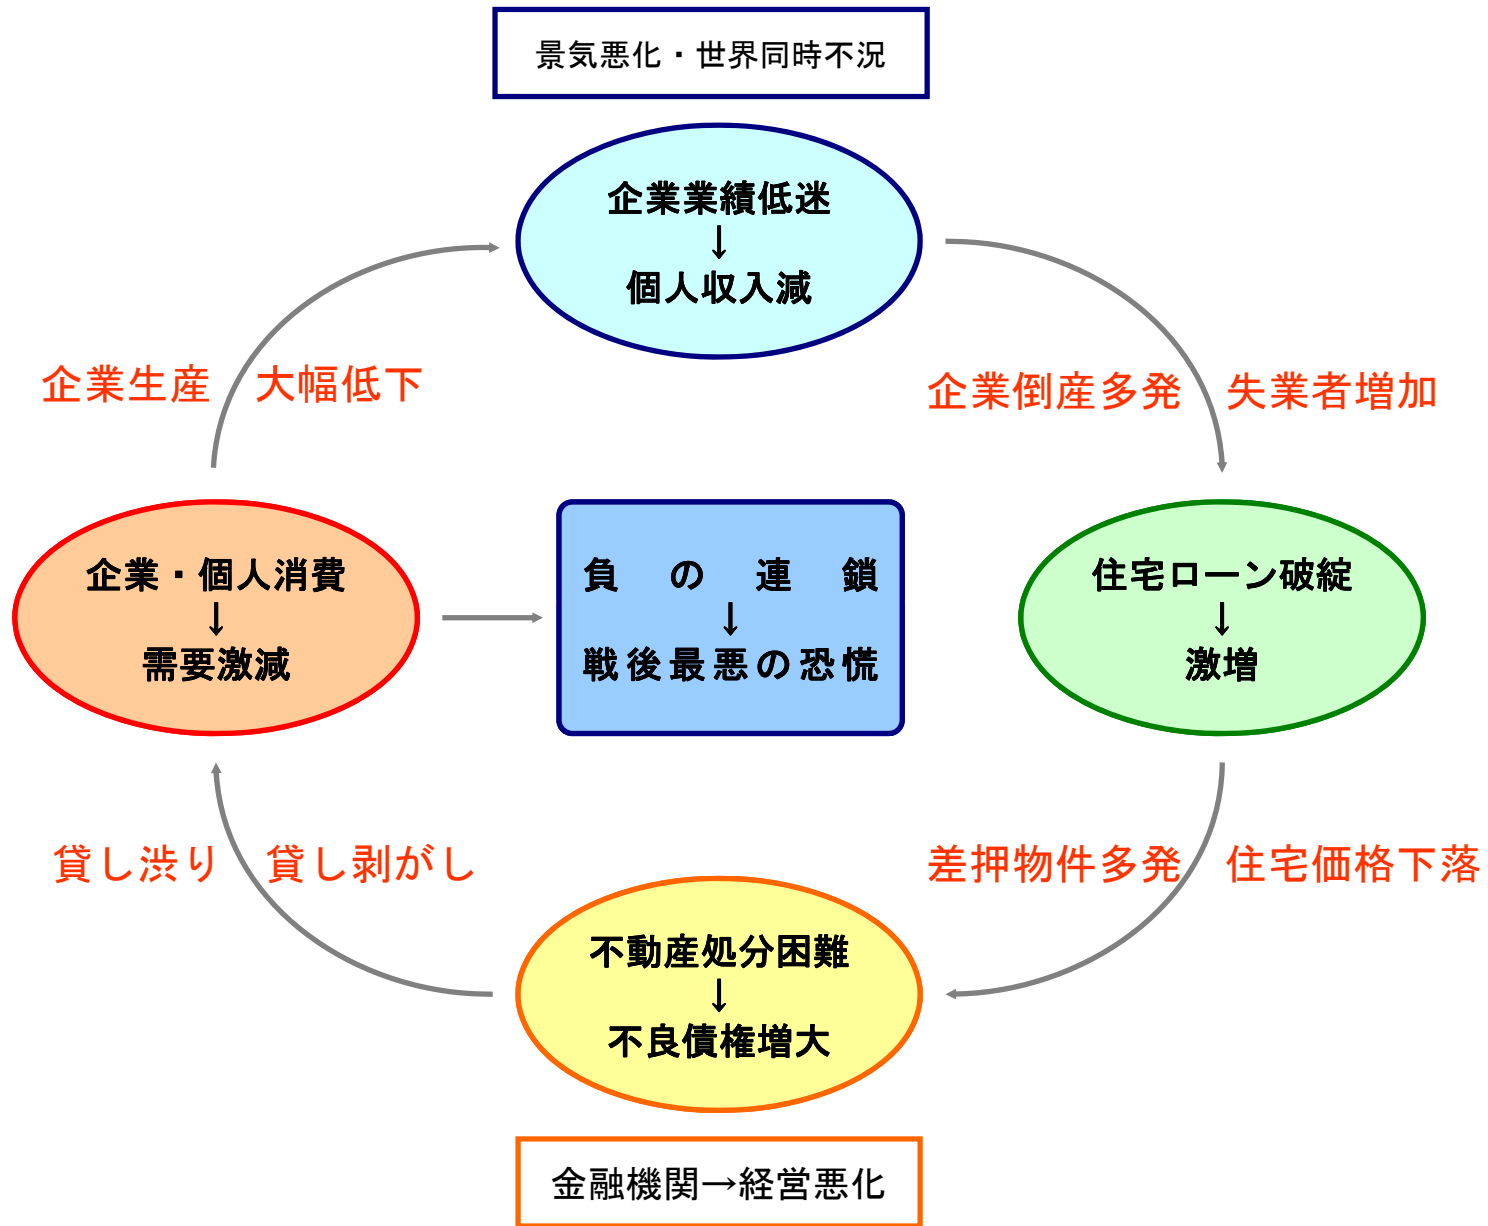 景気悪化・世界同時不況
企業業績低迷
↓
個人収入減
企業生産 大幅低下
企業倒産多発 失業者増加
企業・個人消費
↓
需要激減
負の連鎖
↓
戦後最悪の恐慌
住宅ローン破綻
↓
激増
貸し渋り 貸し剥がし
差押物件多発 住宅価格下落
不動産処分困難
↓
不良債権増大
金融機関→経営悪化